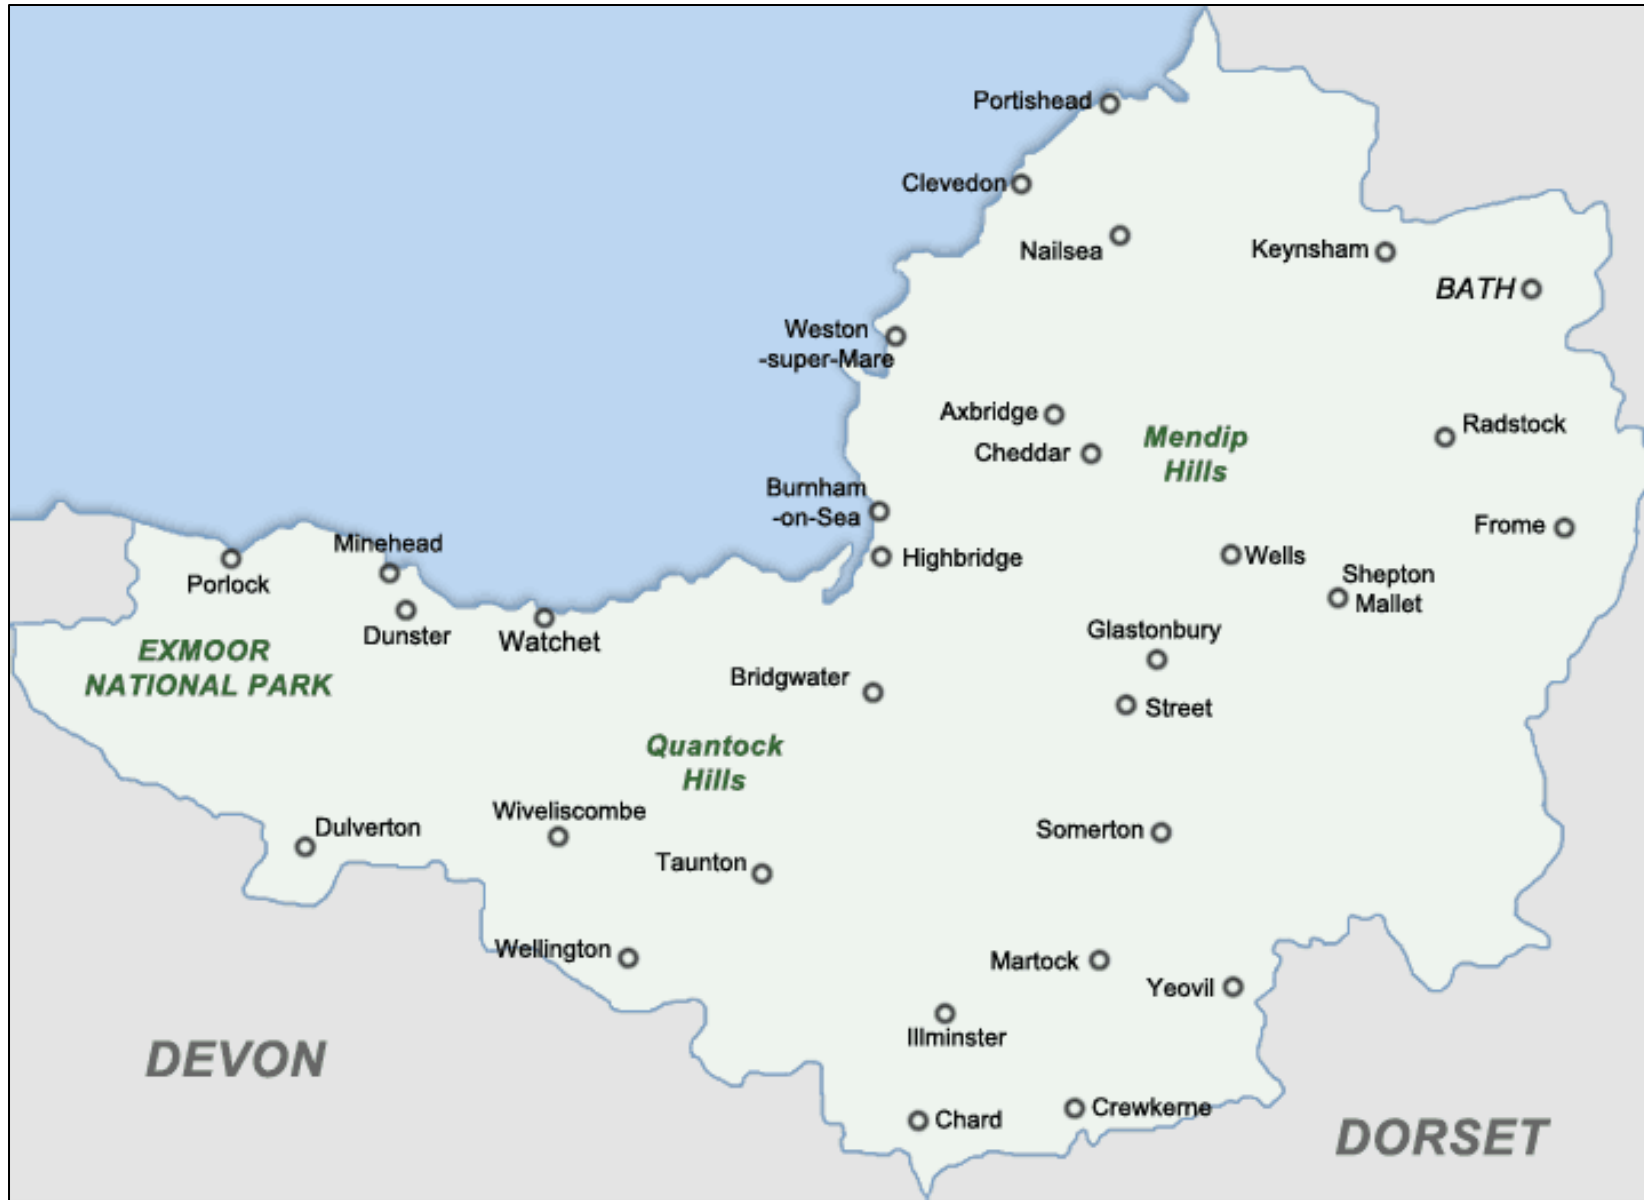 Portishead
Clevedon
Nailsea
Keynsham
BATH
Weston
-super-Mare
Axbridge
Cheddar
Mendip
Hills
Radstock
Burnham
-on-Sea
Highbridge
Frome
Wells
Shepton
Mallet
Minehead
Porlock
Dunster
Watchet
EXMOOR
NATIONAL PARK
Glastonbury
Bridgwater
Street
Quantock
Hills
Wiveliscombe
Dulverton
Somerton
Taunton
Wellington
Martock
Yeovil
Illminster
DEVON
Chard
Crewkerne
DORSET